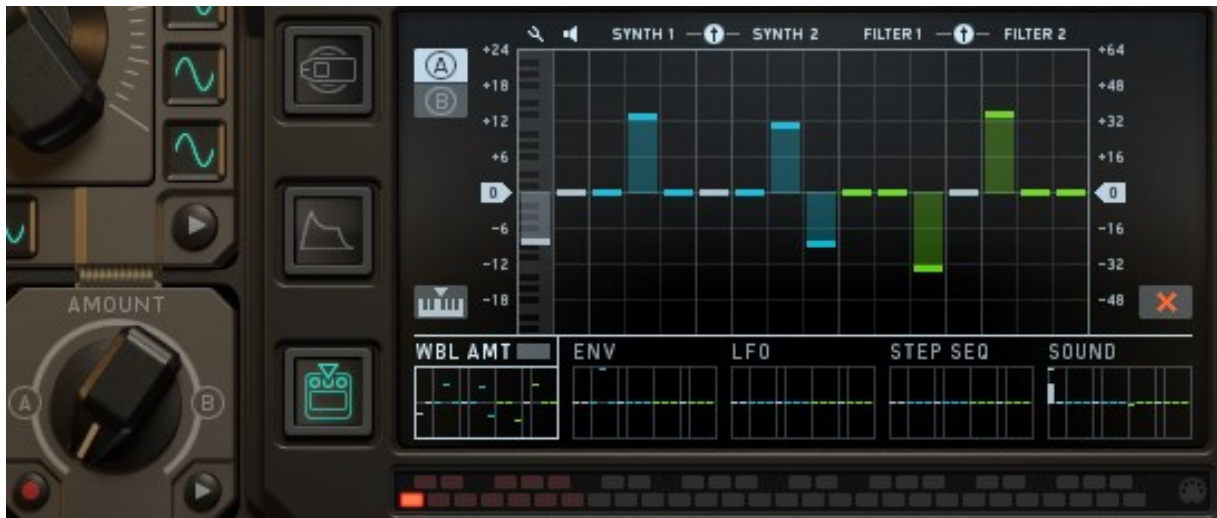 SYNTH 1 SYNTH 2 FILTER 1 FILTER 2
+24 +64
A
+18 +48
B
+12 +32
+6 +16
0 0
-6 -16
-12 -32
-18 -48
AMOUNT
WBL AMT ENV LFO STEP SEQ SOUND
A B